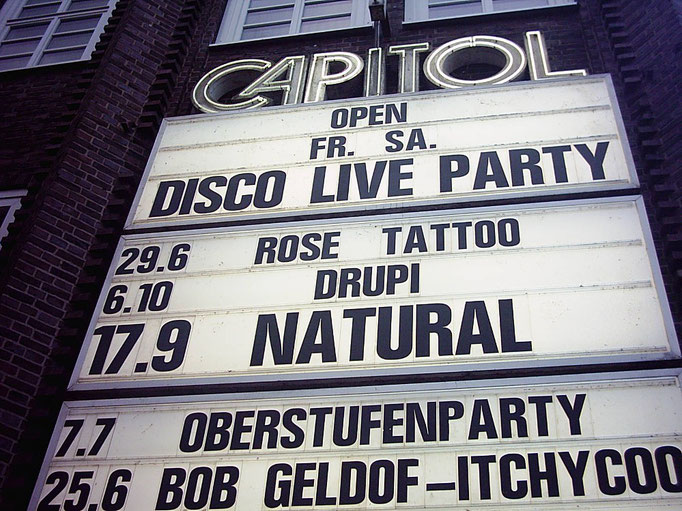 CAPITOL
OPEN
FR. SA.
DISCO LIVE PARTY
29.6 ROSE TATTOO
6.10 DRUPI
17.9 NATURAL
7.7 OBERSTUFENPARTY
25.6 BOB GELDOF-ITCHYCOO